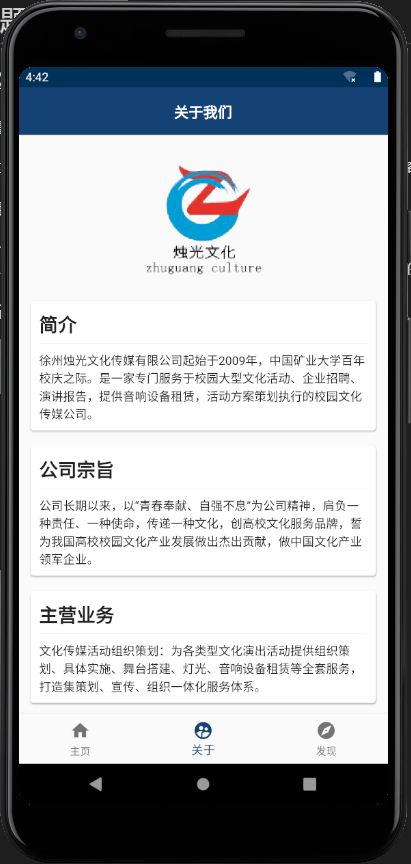 4:42
关于我们
烛光文化
zhuguang culture
简介
徐州烛光文化传媒有限公司起始于2009年，中国矿业大学百年
校庆之际。是一家专门服务于校园大型文化活动、企业招聘、
演讲报告，提供音响设备租赁，活动方案策划执行的校园文化
传媒公司。
公司宗旨
公司长期以来，以“青春奉献、自强不息”为公司精神，肩负一
种责任、一种使命，传递一种文化，创高校文化服务品牌，誓
为我国高校校园文化产业发展做出杰出贡献，做中国文化产业
领军企业。
主营业务
文化传媒活动组织策划：为各类型文化演出活动提供组织策
划、具体实施、舞台搭建、灯光、音响设备租赁等全套服务，
打造集策划、宣传、组织一体化服务体系。
主页
关于
发现